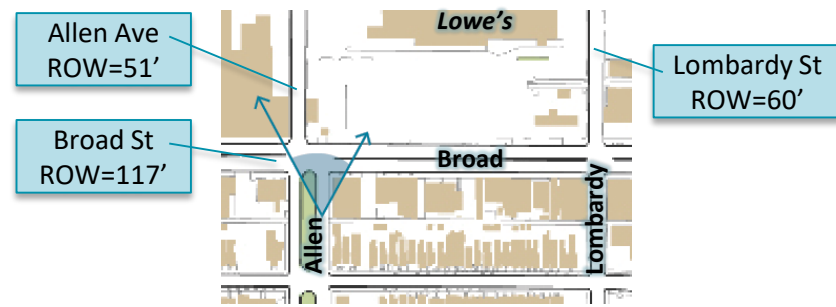 Allen Ave
ROW=51’
Lowe's
Lombardy St
ROW=60’
Broad St
ROW=117’
Broad
Allen
Lombardy